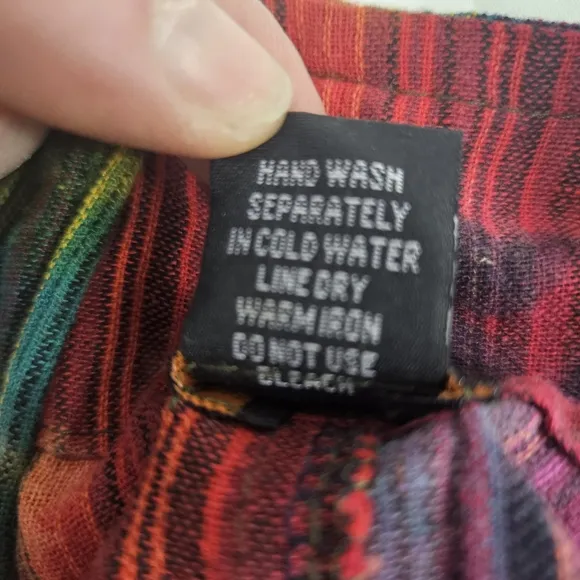 HAND WASH
SEPARATELY
IN COLD WATER
LINE DRY
WARM IRON
DO NOT USE
BLEACH